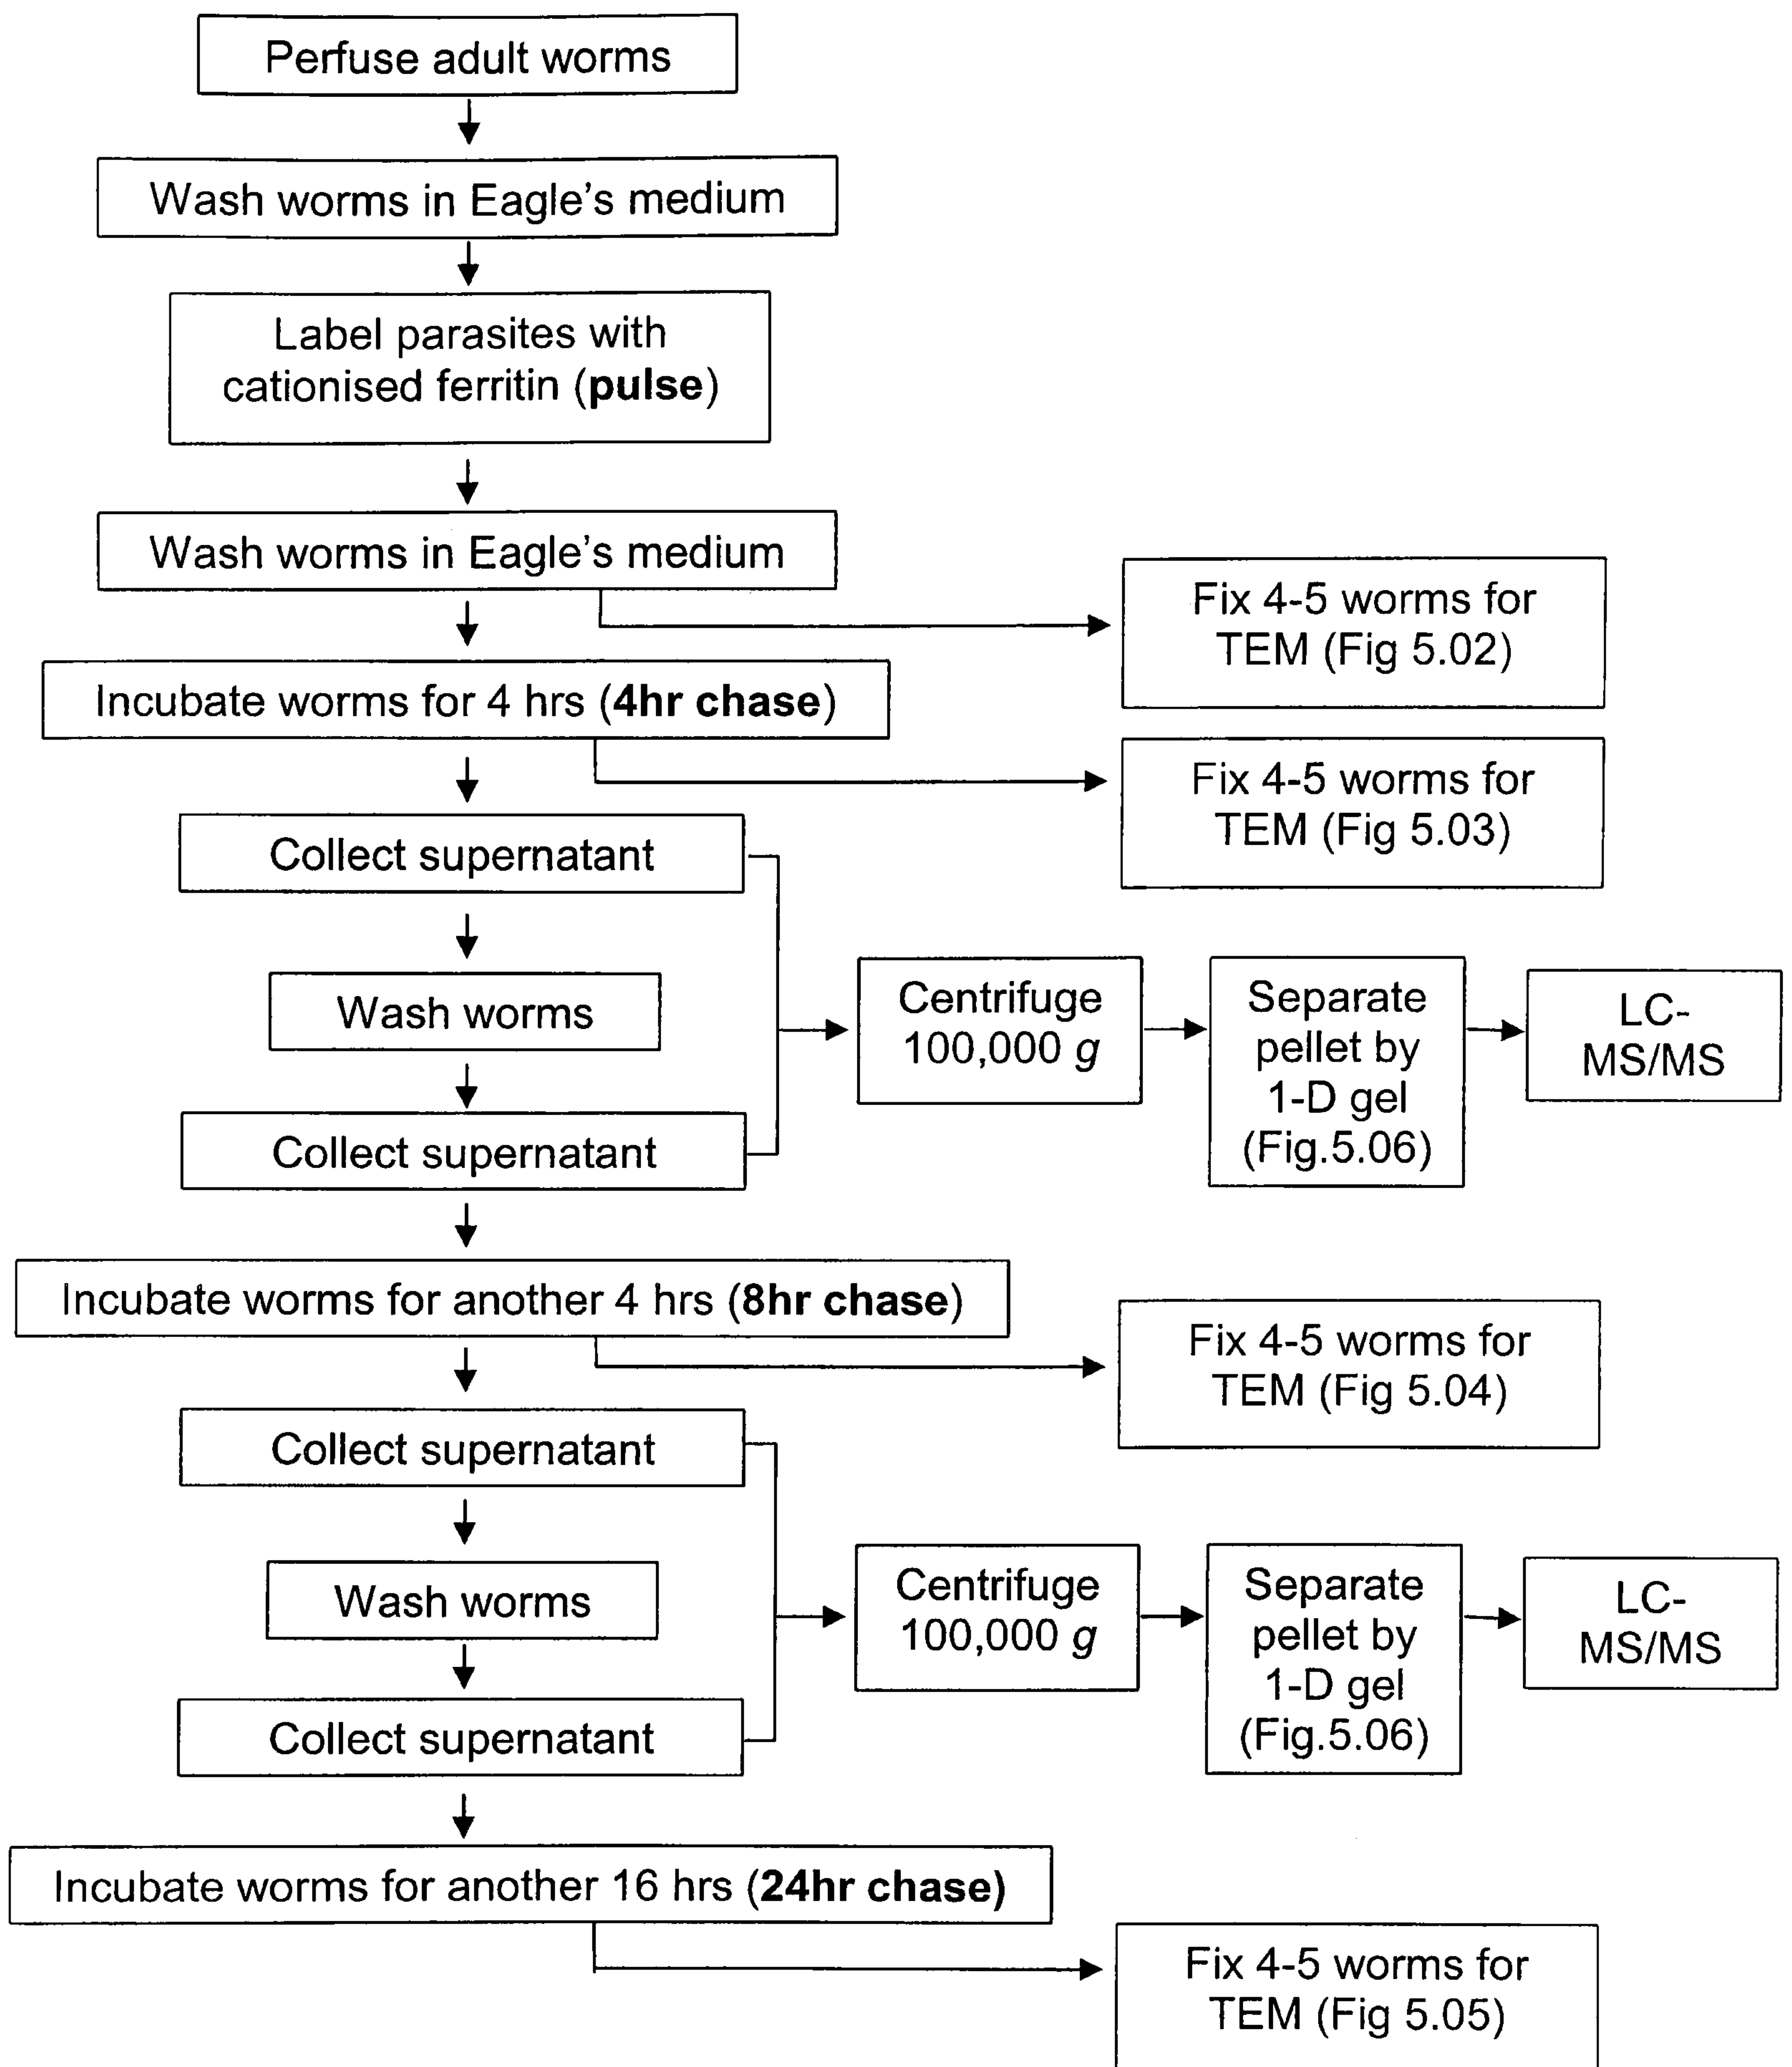 Perfuse adult worms
Wash worms in Eagle's medium
Label parasites with
cationised ferritin (pulse)
Wash worms in Eagle's medium
Fix 4-5 worms for
TEM (Fig 5.02)
Incubate worms for 4 hrs (4hr chase)
Fix 4-5 worms for
TEM (Fig 5.03)
Collect supernatant
Wash worms
Collect supernatant
Centrifuge
100,000 g
Separate
pellet by
1-D gel
(Fig.5.06)
LC-
MS/MS
Incubate worms for another 4 hrs (8hr chase)
Fix 4-5 worms for
TEM (Fig 5.04)
Collect supernatant
Wash worms
Collect supernatant
Centrifuge
100,000 g
Separate
pellet by
1-D gel
(Fig.5.06)
LC-
MS/MS
Incubate worms for another 16 hrs (24hr chase)
Fix 4-5 worms for
TEM (Fig 5.05)